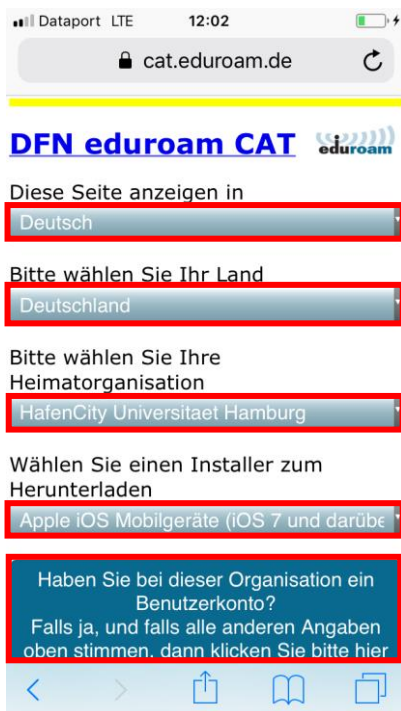 Dataport LTE 12:02
cat.eduroam.de
DFN eduroam CAT eduroam
Diese Seite anzeigen in
Deutsch
Bitte wählen Sie Ihr Land
Deutschland
Bitte wählen Sie Ihre
Heimatorganisation
HafenCity Universitaet Hamburg
Wählen Sie einen Installer zum
Herunterladen
Apple iOS Mobilgeräte (iOS 7 und darübe
Haben Sie bei dieser Organisation ein
Benutzerkonto?
Falls ja, und falls alle anderen Angaben
oben stimmen, dann klicken Sie bitte hier